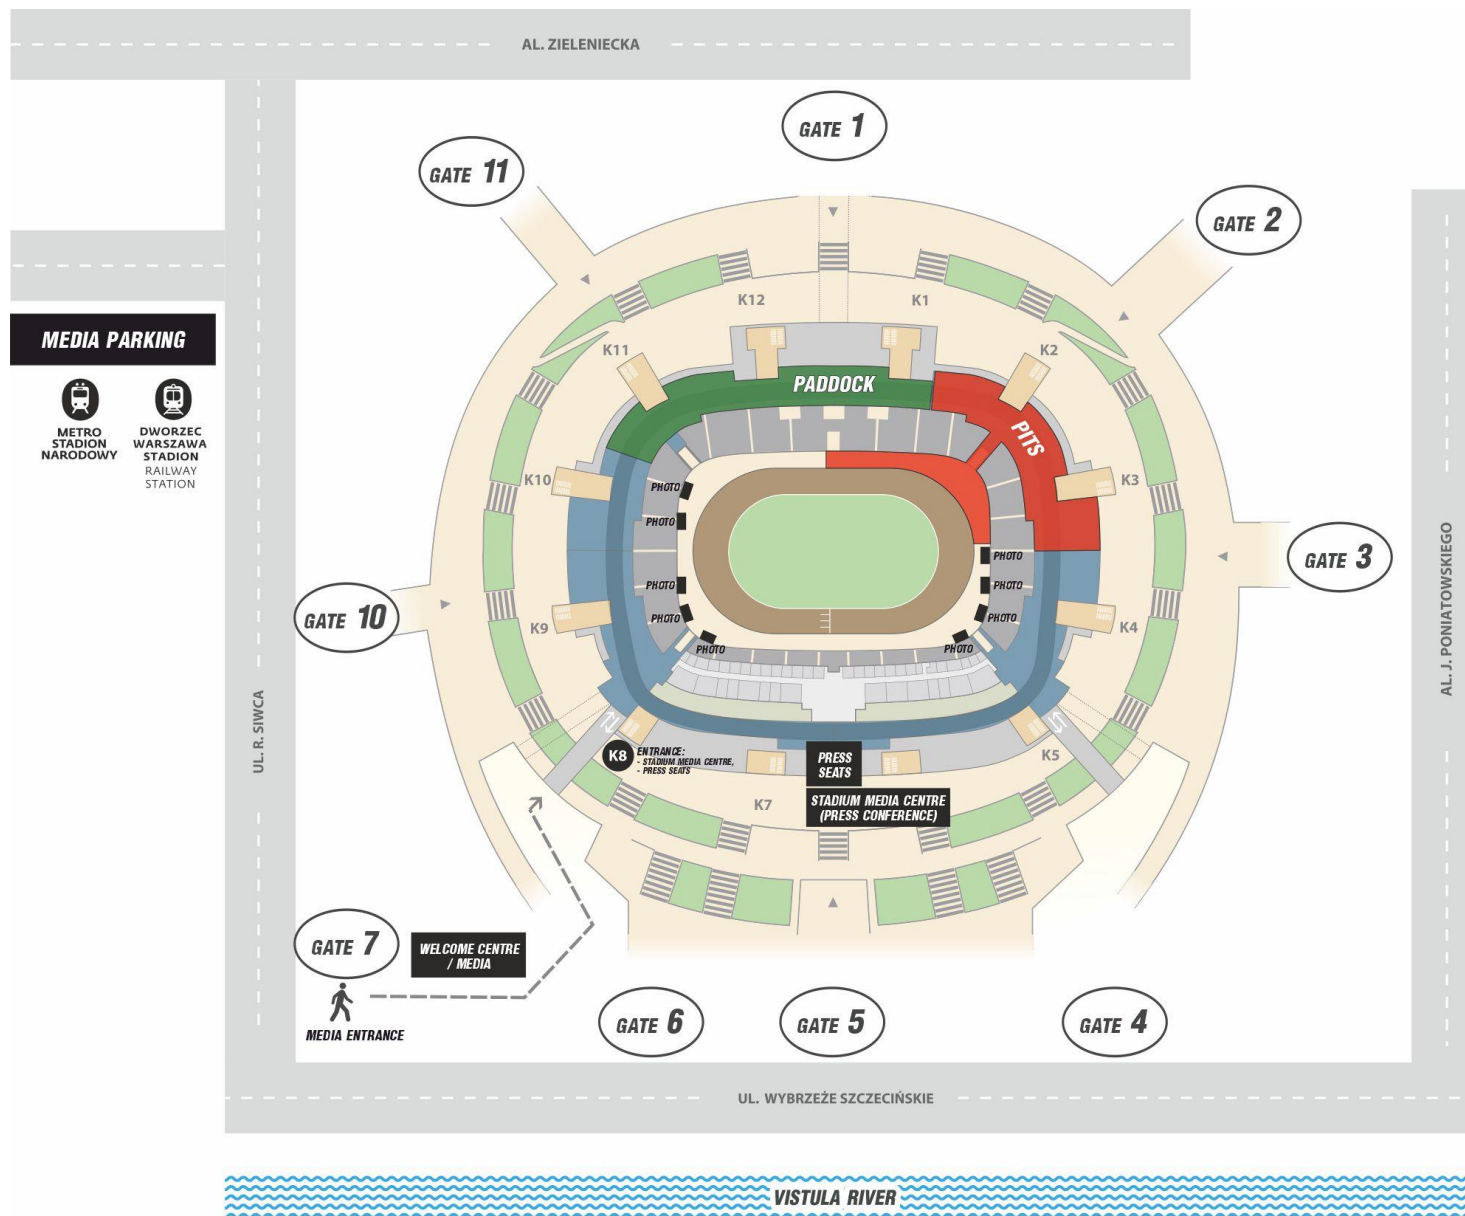 AL. ZIELENIECKA
GATE 1
GATE 11
GATE 2
K12
K1
MEDIA PARKING
K11
K2
PADDOCK
METRO
STADION
NARODOWY
DWORZEC
WARSZAWA
STADION
RAILWAY
STATION
PITS
K10
K3
PHOTO
PHOTO
PHOTO
GATE 3
AL. J. PONIATOWSKIEGO
PHOTO
PHOTO
GATE 10
PHOTO
PHOTO
K9
K4
PHOTO
PHOTO
UL. R. SIWCA
K8
ENTRANCE:
- STADIUM MEDIA CENTRE,
- PRESS SEATS
PRESS
SEATS
K5
K7
STADIUM MEDIA CENTRE
(PRESS CONFERENCE)
GATE 7
WELCOME CENTRE
/ MEDIA
MEDIA ENTRANCE
GATE 6
GATE 5
GATE 4
UL. WYBRZEŻE SZCZECIŃSKIE
VISTULA RIVER